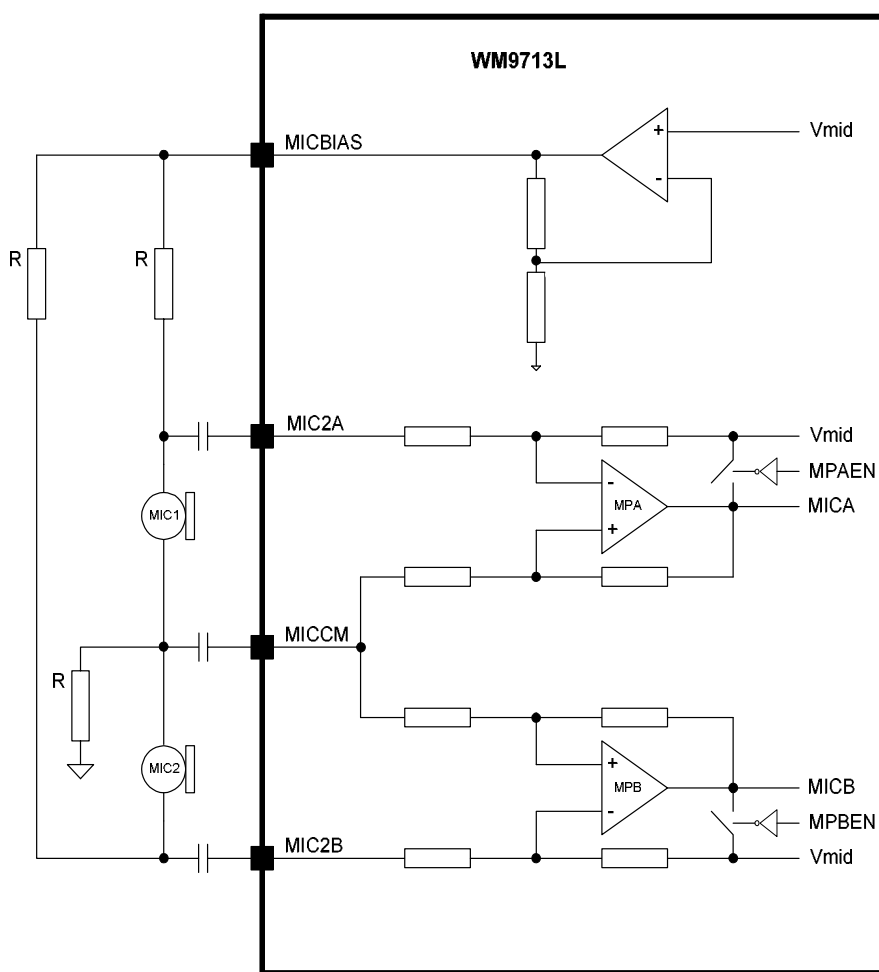 WM9713L
MICBIAS
+
Vmid
-
R
R
MIC2A
Vmid
MPAEN
-
MPA
MICA
+
MIC1
MICCM
R
+
MIC2
MPB
MICB
-
MPBEN
MIC2B
Vmid